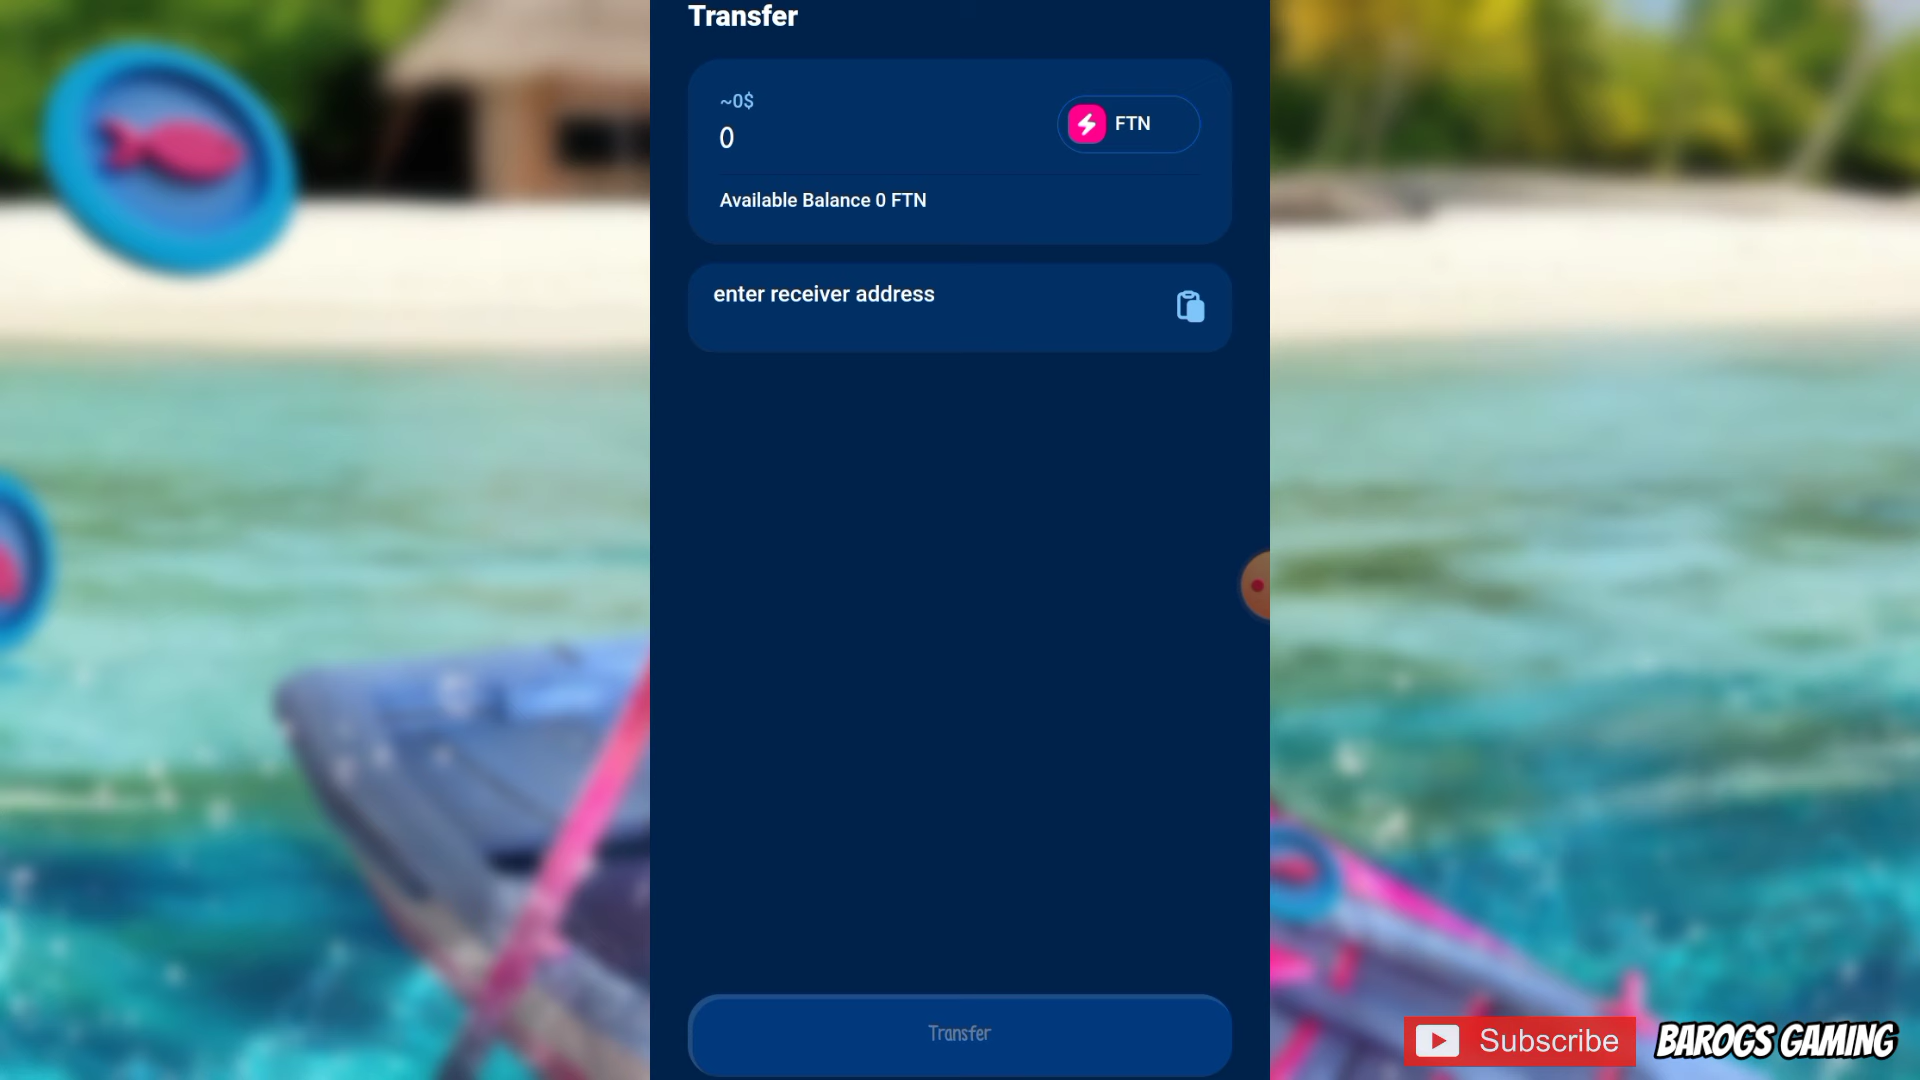 Transfer
~0$
0
FTN
Available Balance 0 FTN
enter receiver address
Transfer
Subscribe
BAROGS GAMING